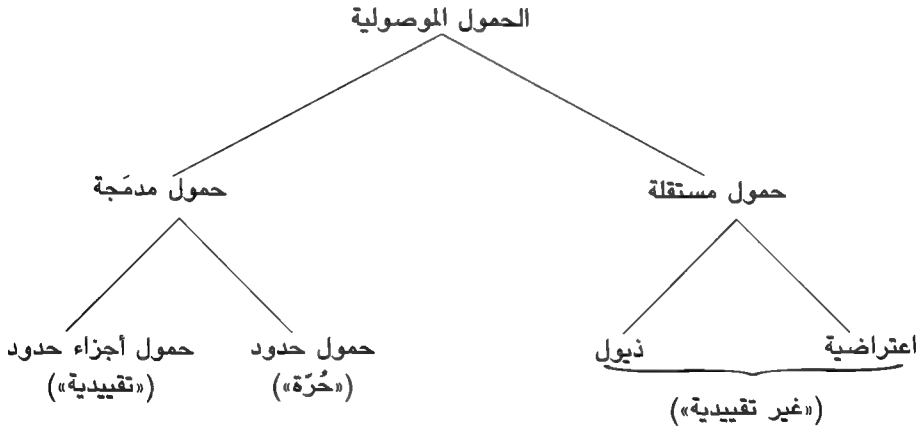 الحمول الموصولية
حمول مستقلة
حمول مدمَجة
اعتراضية
ذيول
حمول حدود
حمول أجزاء حدود
(«غير تقييدية»)
(«حُرّة»)
(«تقييدية»)